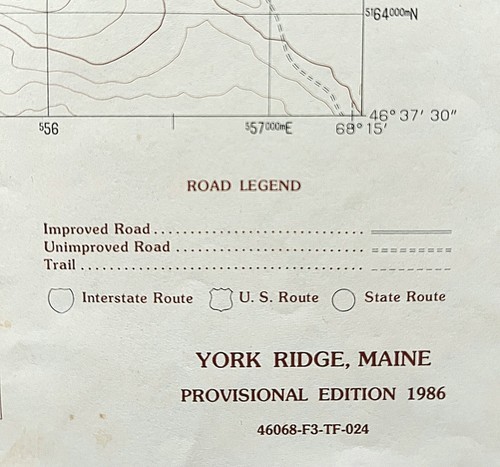 ⁵¹64⁰⁰⁰ᵐN
46° 37' 30"
⁵56
⁵57⁰⁰⁰ᵐE
68° 15'
ROAD LEGEND
Improved Road
Unimproved Road
Trail
Interstate Route U. S. Route State Route
YORK RIDGE, MAINE
PROVISIONAL EDITION 1986
46068-F3-TF-024